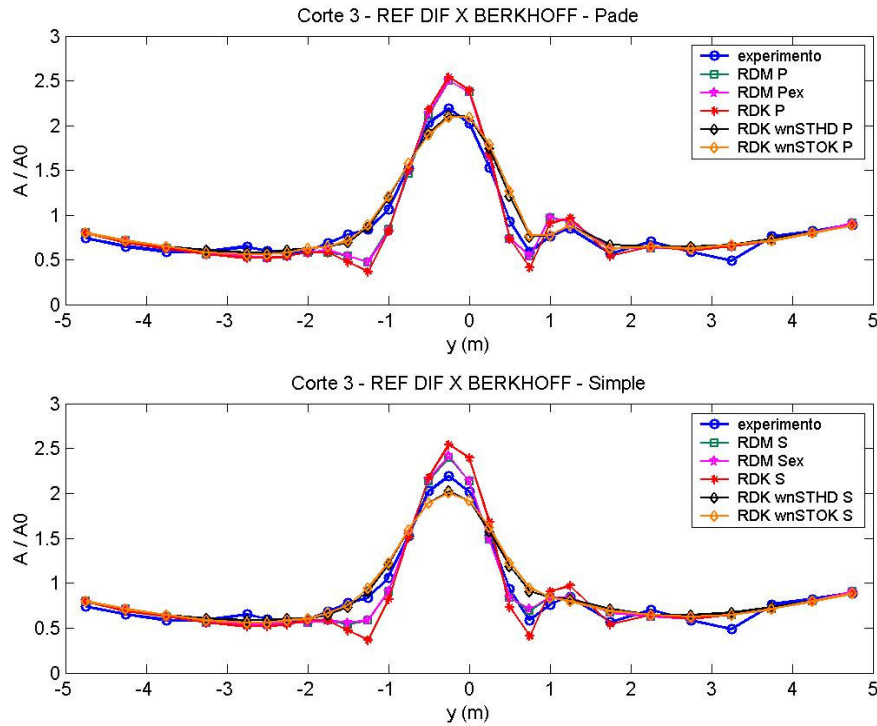 Corte 3 - REF DIF X BERKHOFF - Pade
3
2.5
2
1.5
1
0.5
0
A / A0
experimento
RDM P
RDM Pex
RDK P
RDK wnSTHD P
RDK wnSTOK P
-5 -4 -3 -2 -1 0 1 2 3 4 5
y (m)
Corte 3 - REF DIF X BERKHOFF - Simple
3
2.5
2
1.5
1
0.5
0
A / A0
experimento
RDM S
RDM Sex
RDK S
RDK wnSTHD S
RDK wnSTOK S
-5 -4 -3 -2 -1 0 1 2 3 4 5
y (m)